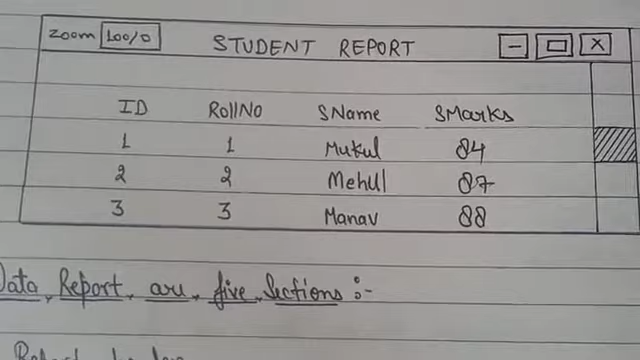 Zoom 100% STUDENT REPORT - X
ID RollNO SName SMarks
1 1 Mukul 84
2 2 Mehul 87
3 3 Manav 88
Data Report are five Sections :-
Report